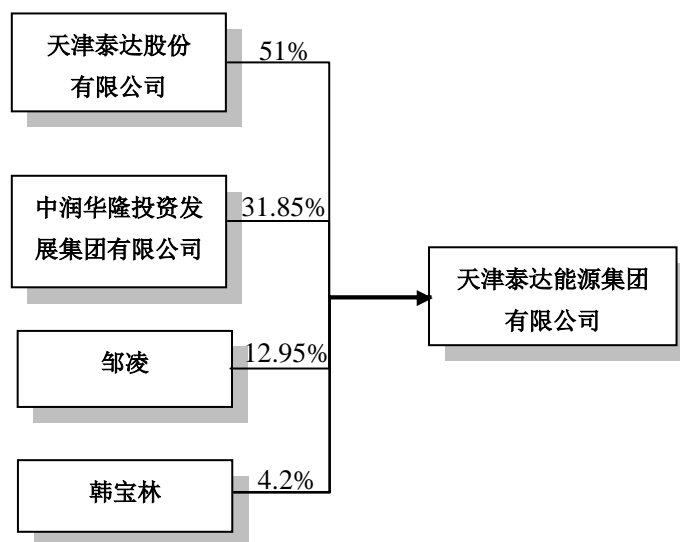 天津泰达股份
有限公司
51%
中润华隆投资发
展集团有限公司
31.85%
天津泰达能源集团
有限公司
邹凌
12.95%
韩宝林
4.2%